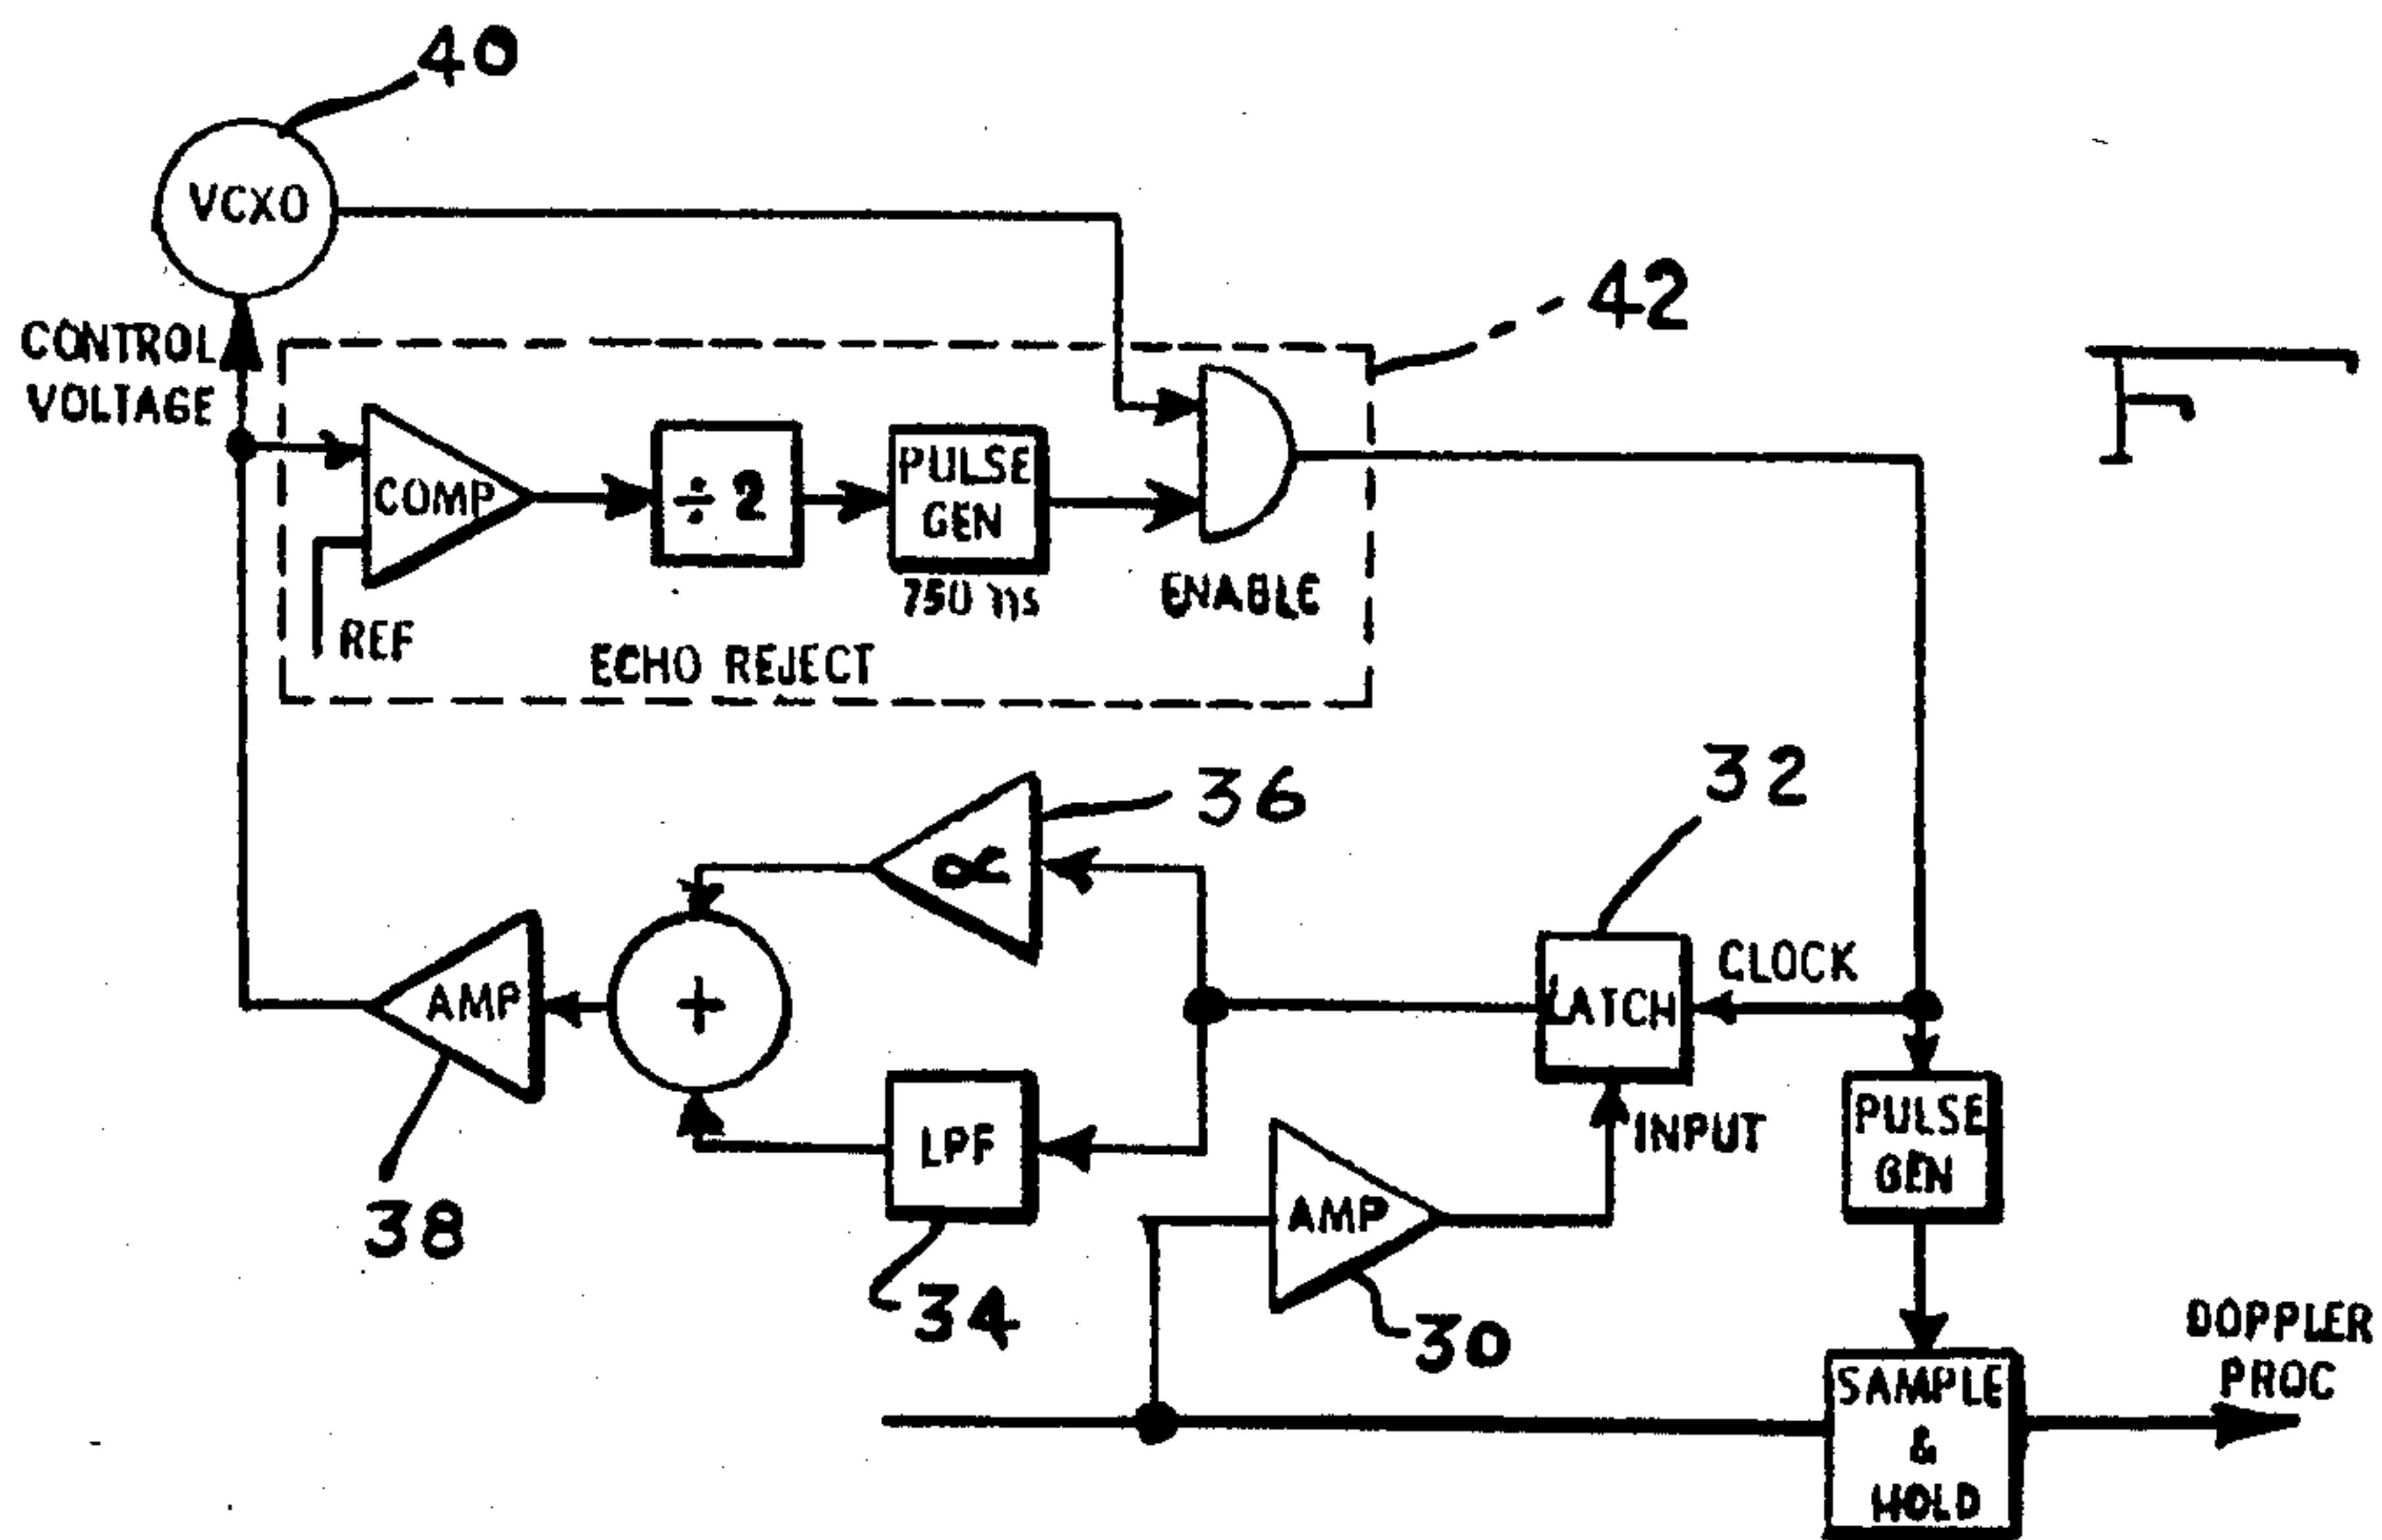 40
VCXO
42
CONTROL
VOLTAGE
COMP
÷ 2
PULSE
GEN
750 ns
ENABLE
REF
ECHO REJECT
F
36
∝
32
LATCH
CLOCK
INPUT
AMP
38
+
LPF
34
AMP
30
PULSE
GEN
SAMPLE
&
HOLD
DOPPLER
PROC